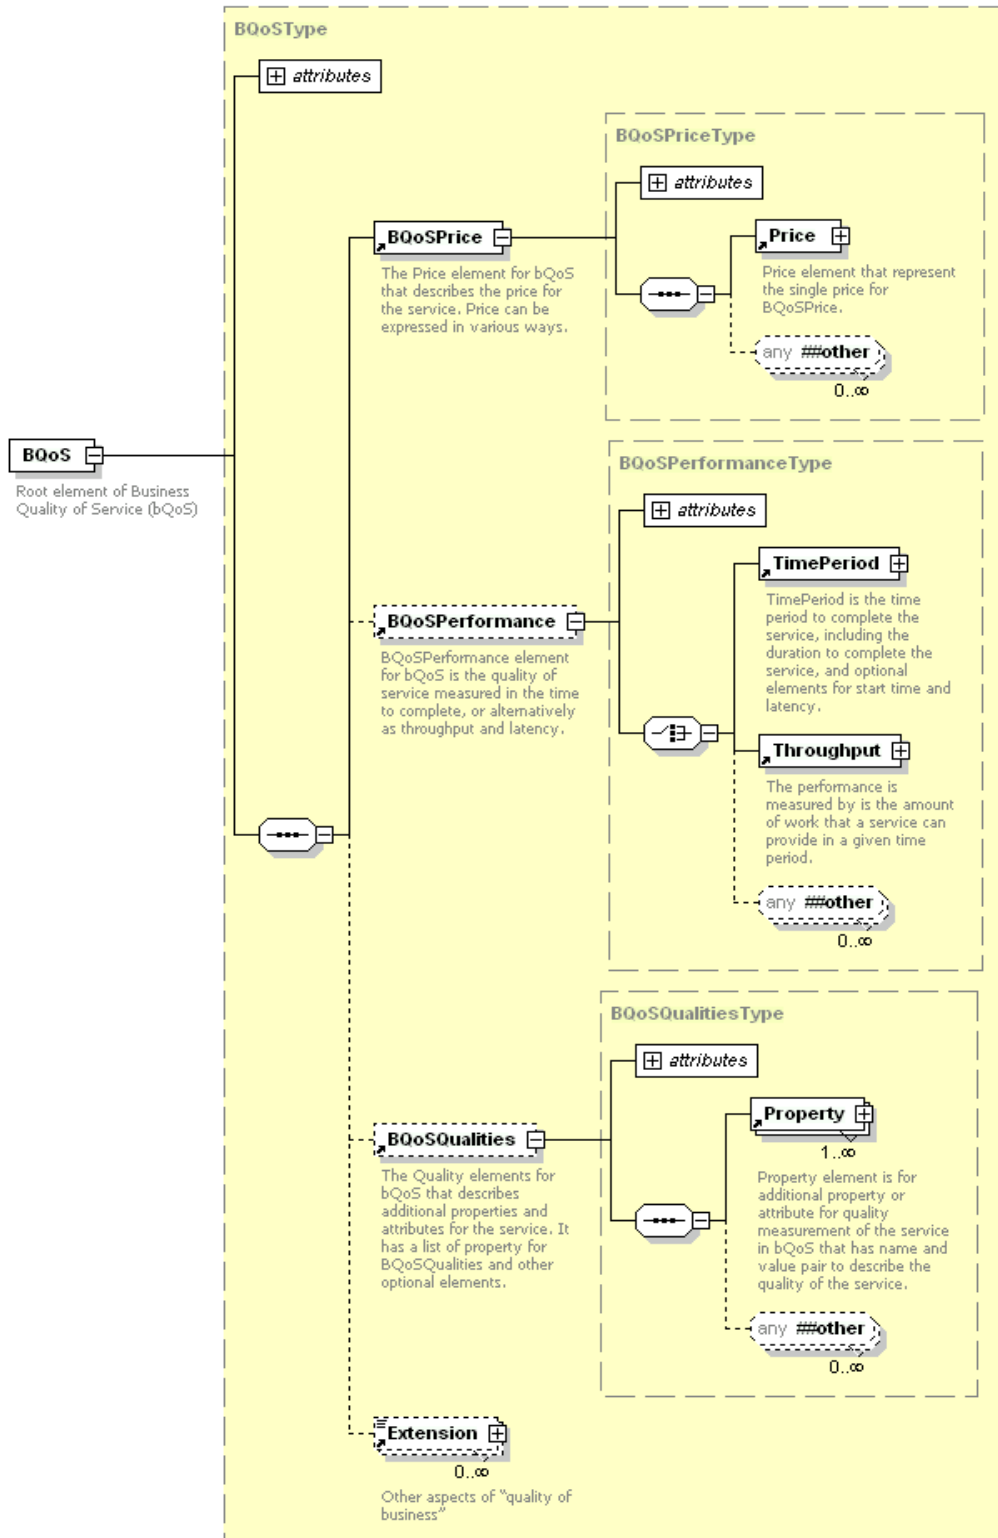 BQoSType
attributes
BQoSPriceType
attributes
BQoSPrice
The Price element for bQoS
that describes the price for
the service. Price can be
expressed in various ways.
Price
Price element that represent
the single price for
BQoSPrice.
any ##other
0..∞
BQoS
Root element of Business
Quality of Service (bQoS)
BQoSPerformanceType
attributes
BQoSPerformance
BQoSPerformance element
for bQoS is the quality of
service measured in the time
to complete, or alternatively
as throughput and latency.
TimePeriod
TimePeriod is the time
period to complete the
service, including the
duration to complete the
service, and optional
elements for start time and
latency.
Throughput
The performance is
measured by is the amount
of work that a service can
provide in a given time
period.
any ##other
0..∞
BQoSQualitiesType
attributes
BQoSQualities
The Quality elements for
bQoS that describes
additional properties and
attributes for the service. It
has a list of property for
BQoSQualities and other
optional elements.
Property
1..∞
Property element is for
additional property or
attribute for quality
measurement of the service
in bQoS that has name and
value pair to describe the
quality of the service.
any ##other
0..∞
Extension
0..∞
Other aspects of "quality of
business"